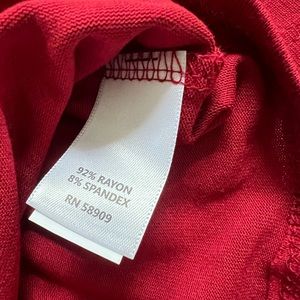 92% RAYON
8% SPANDEX
RN 58909